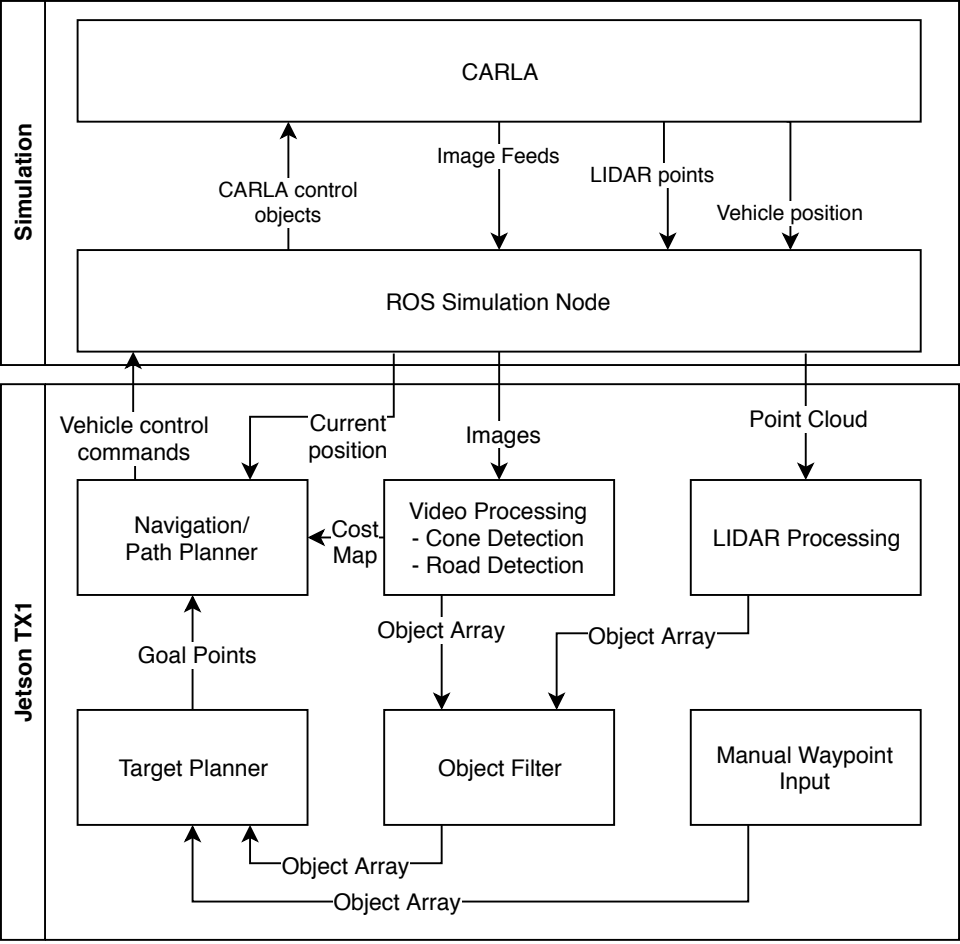 Simulation
CARLA
CARLA control
objects
Image Feeds
LIDAR points
Vehicle position
ROS Simulation Node
Jetson TX1
Vehicle control
commands
Current
position
Images
Point Cloud
Navigation/
Path Planner
Cost
Map
Video Processing
- Cone Detection
- Road Detection
LIDAR Processing
Goal Points
Object Array
Object Array
Target Planner
Object Filter
Manual Waypoint
Input
Object Array
Object Array